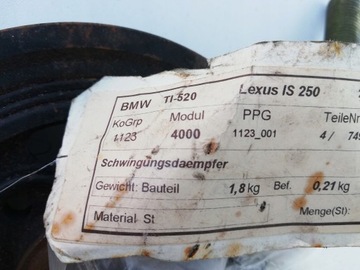 BMW TI-520 Lexus IS 250
KoGrp Modul PPG TeileNr
1123 4000 1123_001 4/ 749
Schwingungsdaempfer
Gewicht: Bauteil 1,8 kg Bef. 0,21 kg
Material St Menge(St):